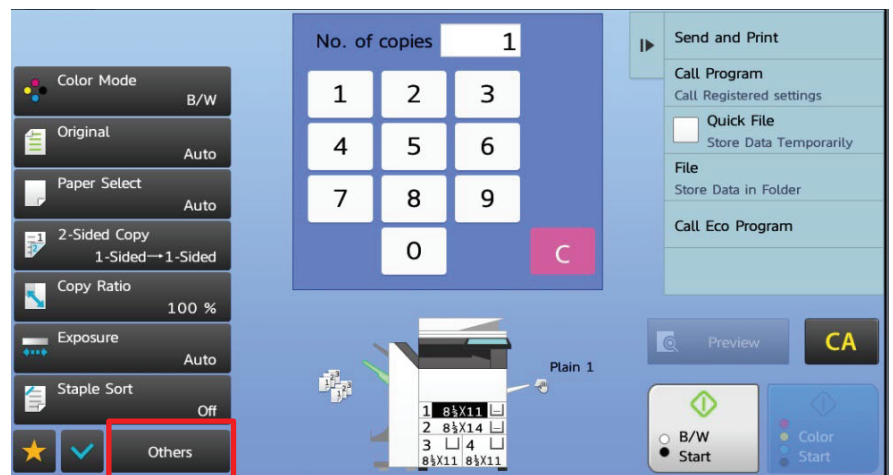 Color Mode
B/W
Original
Auto
Paper Select
Auto
2-Sided Copy
1-Sided→1-Sided
Copy Ratio
100 %
Exposure
Auto
Staple Sort
Off
Others
No. of copies 1
1 2 3
4 5 6
7 8 9
0 C
Plain 1
1 8½X11
2 8½X14
3 4
8½X11 8½X11
Send and Print
Call Program
Call Registered settings
Quick File
Store Data Temporarily
File
Store Data in Folder
Call Eco Program
Preview
CA
B/W
Start
Color
Start